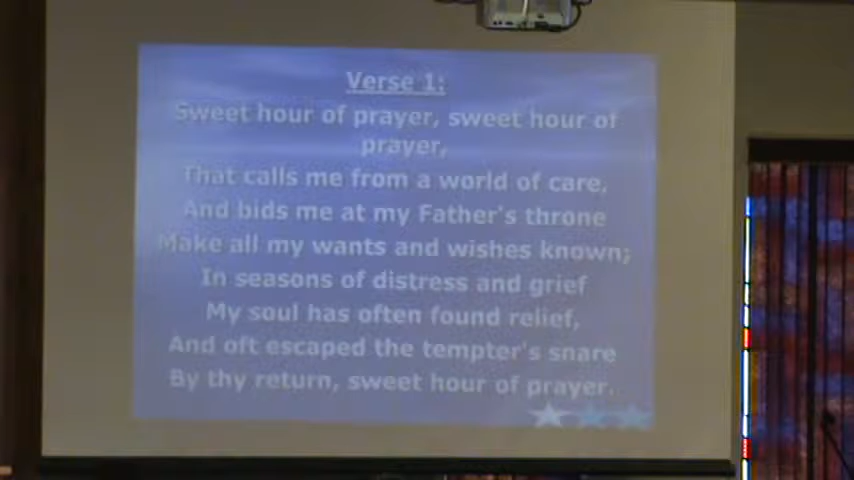 Verse 1:
Sweet hour of prayer, sweet hour of
prayer,
That calls me from a world of care,
And bids me at my Father's throne
Make all my wants and wishes known;
In seasons of distress and grief
My soul has often found relief,
And oft escaped the tempter's snare
By thy return, sweet hour of prayer.